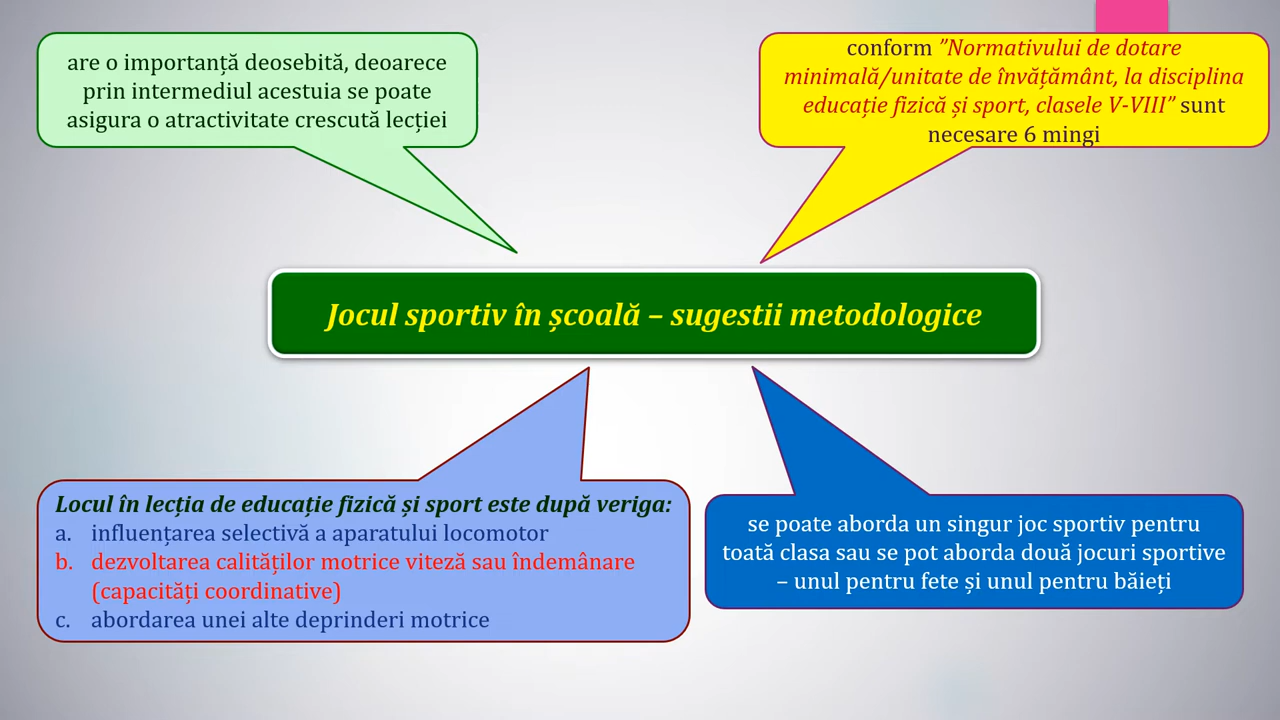 are o importanță deosebită, deoarece
prin intermediul acestuia se poate
asigura o atractivitate crescută lecției
conform ”Normativului de dotare
minimală/unitate de învățământ, la disciplina
educație fizică și sport, clasele V-VIII” sunt
necesare 6 mingi
Jocul sportiv în școală – sugestii metodologice
Locul în lecția de educație fizică și sport este după veriga:
a. influențarea selectivă a aparatului locomotor
b. dezvoltarea calităților motrice viteză sau îndemânare
(capacități coordinative)
c. abordarea unei alte deprinderi motrice
se poate aborda un singur joc sportiv pentru
toată clasa sau se pot aborda două jocuri sportive
– unul pentru fete și unul pentru băieți